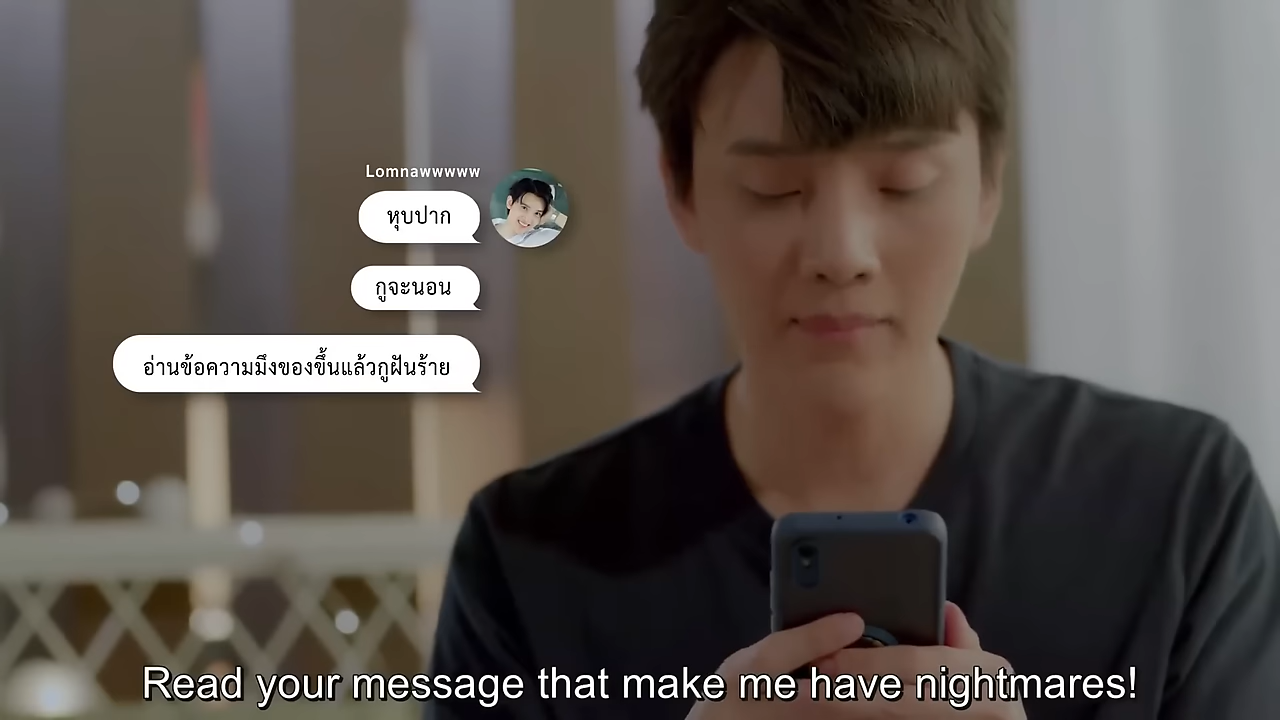 Lomnawwwww
หุบปาก
กูจะนอน
อ่านข้อความมึงของขึ้นแล้วกูฝันร้าย
Read your message that make me have nightmares!